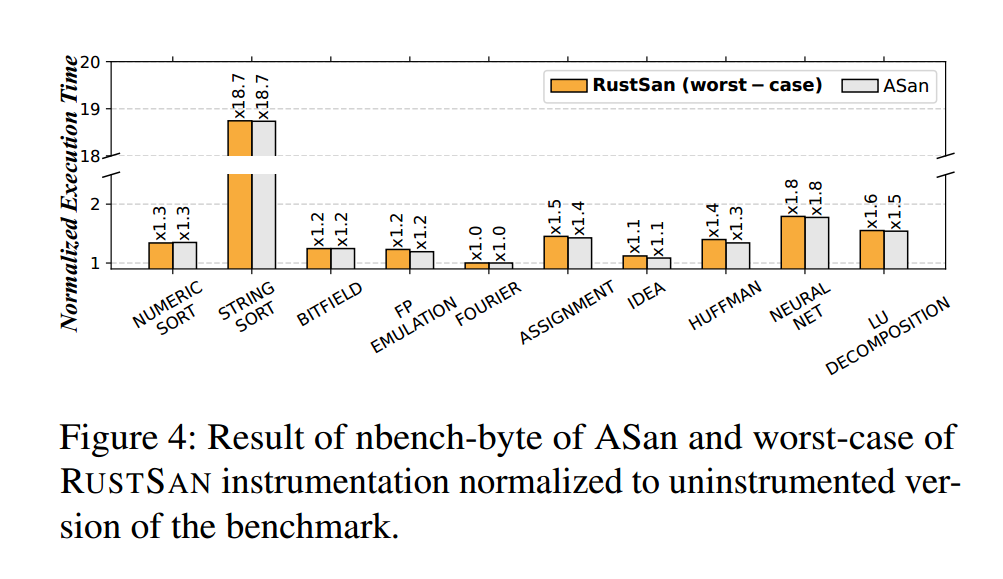 Normalized Execution Time
20
19
18
2
1
RustSan (worst – case)
ASan
x1.3
x1.3
x18.7
x18.7
x1.2
x1.2
x1.2
x1.2
x1.0
x1.0
x1.5
x1.4
x1.1
x1.1
x1.4
x1.3
x1.8
x1.8
x1.6
x1.5
NUMERIC
SORT
STRING
SORT
BITFIELD
FP
EMULATION
FOURIER
ASSIGNMENT
IDEA
HUFFMAN
NEURAL
NET
LU
DECOMPOSITION
Figure 4: Result of nbench-byte of ASan and worst-case of
RUSTSAN instrumentation normalized to uninstrumented ver-
sion of the benchmark.